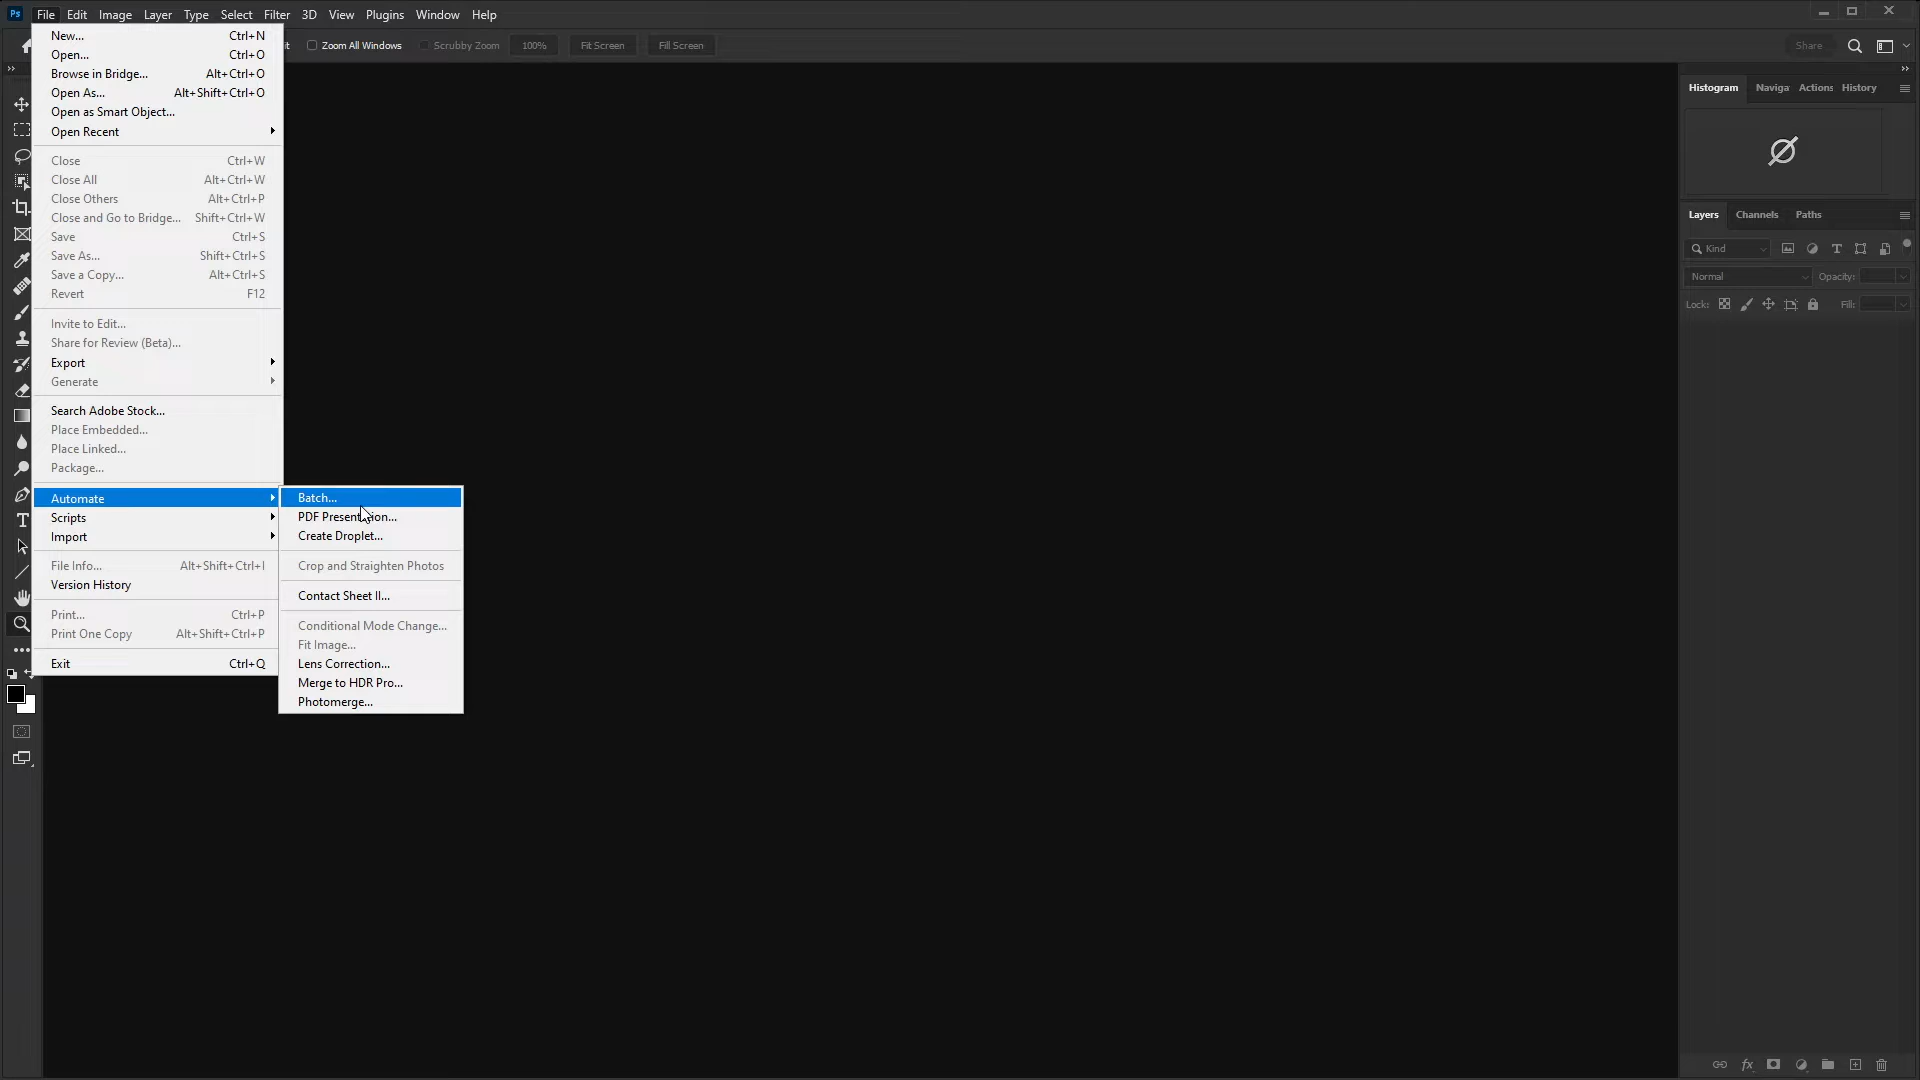 Ps File Edit Image Layer Type Select Filter 3D View Plugins Window Help
Zoom All Windows Scrubby Zoom 100% Fit Screen Fill Screen Share
New... Ctrl+N
Open... Ctrl+O
Browse in Bridge... Alt+Ctrl+O
Open As... Alt+Shift+Ctrl+O
Open as Smart Object...
Open Recent
Close Ctrl+W
Close All Alt+Ctrl+W
Close Others Alt+Ctrl+P
Close and Go to Bridge... Shift+Ctrl+W
Save Ctrl+S
Save As... Shift+Ctrl+S
Save a Copy... Alt+Ctrl+S
Revert F12
Invite to Edit...
Share for Review (Beta)...
Export
Generate
Search Adobe Stock...
Place Embedded...
Place Linked...
Package...
Automate
Scripts
Import
File Info... Alt+Shift+Ctrl+I
Version History
Print... Ctrl+P
Print One Copy Alt+Shift+Ctrl+P
Exit Ctrl+Q
Batch...
Create Droplet...
Crop and Straighten Photos
Contact Sheet II...
Conditional Mode Change...
Fit Image...
Lens Correction...
Merge to HDR Pro...
Photomerge...
PDF Presentation...
Histogram Naviga Actions History
Layers Channels Paths
Kind
Normal Opacity:
Lock: Fill: